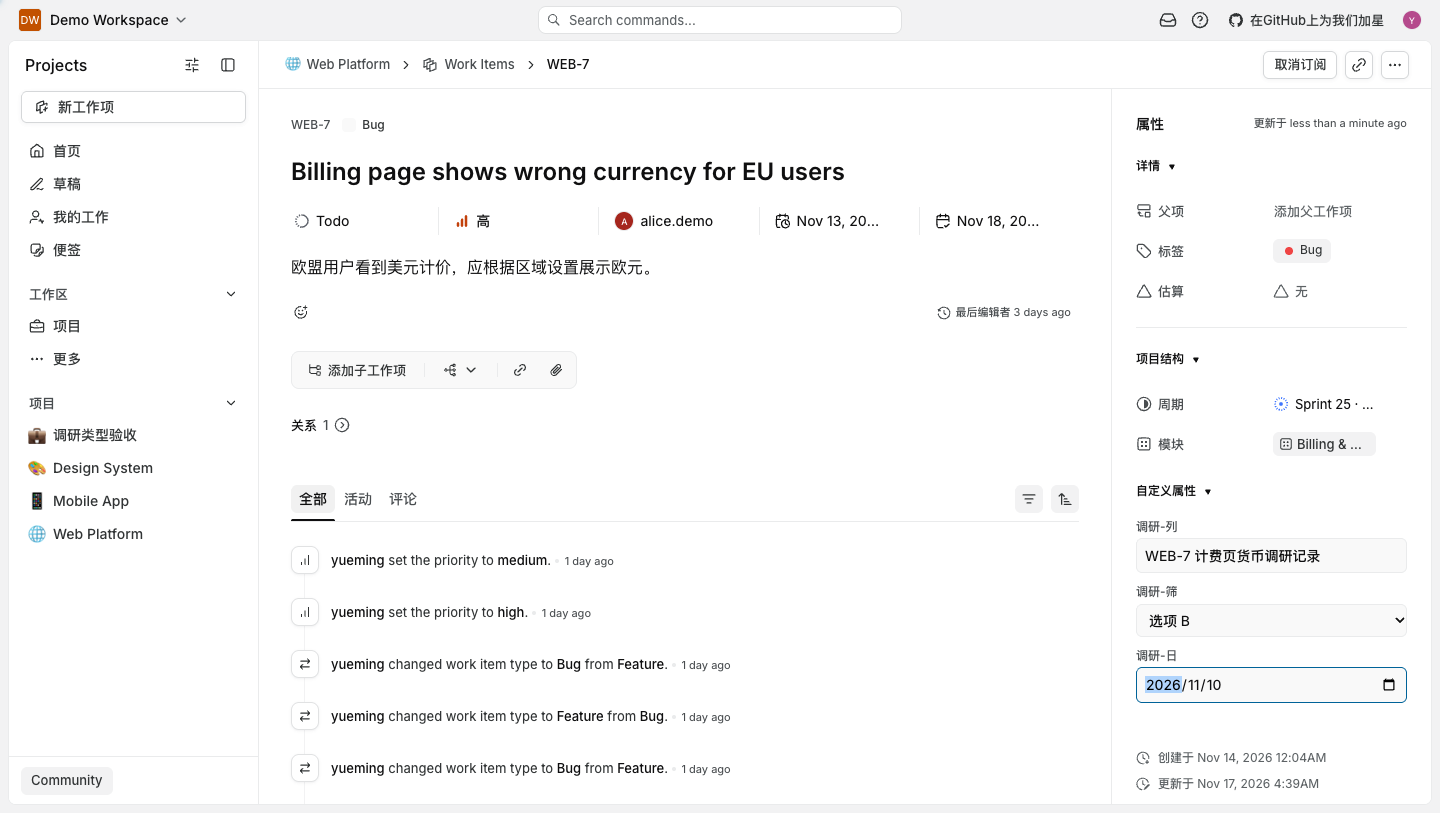 DW Demo Workspace
Search commands...
在GitHub上为我们加星
Y
Projects
新工作项
首页
草稿
我的工作
便签
工作区
项目
更多
项目
调研类型验收
Design System
Mobile App
Web Platform
Community
Web Platform
Work Items
WEB-7
取消订阅
WEB-7 Bug
Billing page shows wrong currency for EU users
Todo
高
A alice.demo
Nov 13, 20...
Nov 18, 20...
欧盟用户看到美元计价，应根据区域设置展示欧元。
最后编辑者 3 days ago
添加子工作项
关系 1
全部 活动 评论
yueming set the priority to medium. 1 day ago
yueming set the priority to high. 1 day ago
yueming changed work item type to Bug from Feature. 1 day ago
yueming changed work item type to Feature from Bug. 1 day ago
yueming changed work item type to Bug from Feature. 1 day ago
属性 更新于 less than a minute ago
详情
父项 添加父工作项
标签 Bug
估算 无
项目结构
周期 Sprint 25 · ...
模块 Billing & ...
自定义属性
调研-列
WEB-7 计费页货币调研记录
调研-筛
选项 B
调研-日
2026/11/10
创建于 Nov 14, 2026 12:04AM
更新于 Nov 17, 2026 4:39AM